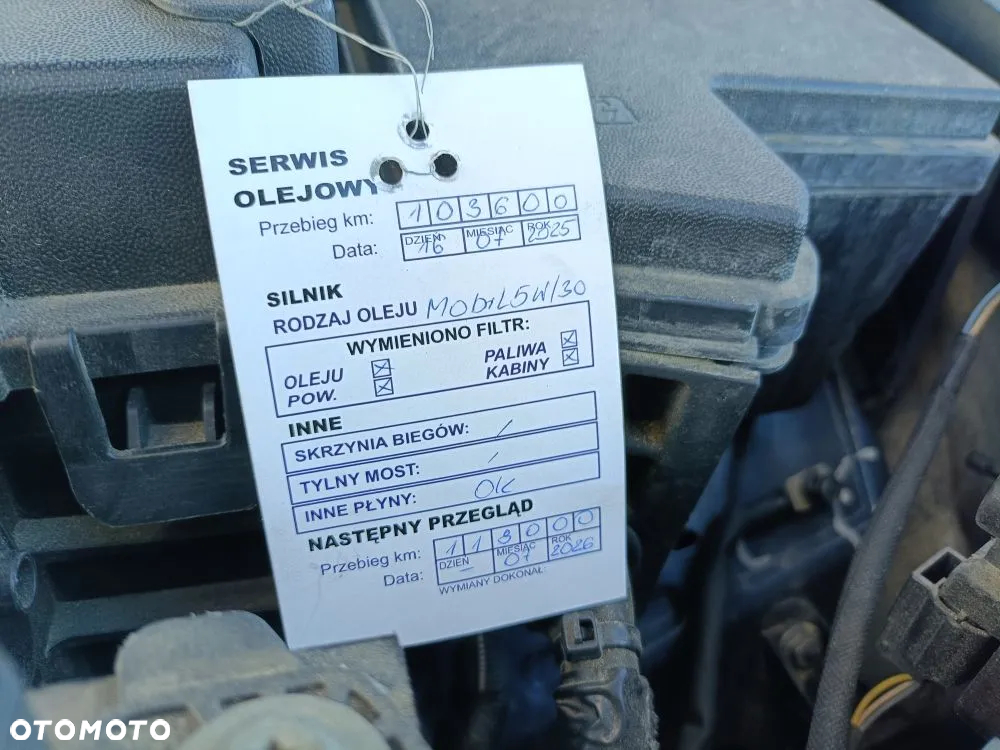 SERWIS
OLEJOWY
Przebieg km: 103600
Data: DZIEŃ 16 MIESIĄC 07 ROK 2025
SILNIK
RODZAJ OLEJU MObiL5W/30
WYMIENIONO FILTR:
OLEJU ☒ PALIWA ☒
POW. ☒ KABINY ☒
INNE
SKRZYNIA BIEGÓW: /
TYLNY MOST: /
INNE PŁYNY: OK
NASTĘPNY PRZEGLĄD
Przebieg km: 113000
Data: DZIEŃ – MIESIĄC 07 ROK 2026
WYMIANY DOKONAŁ:
OTOMOTO